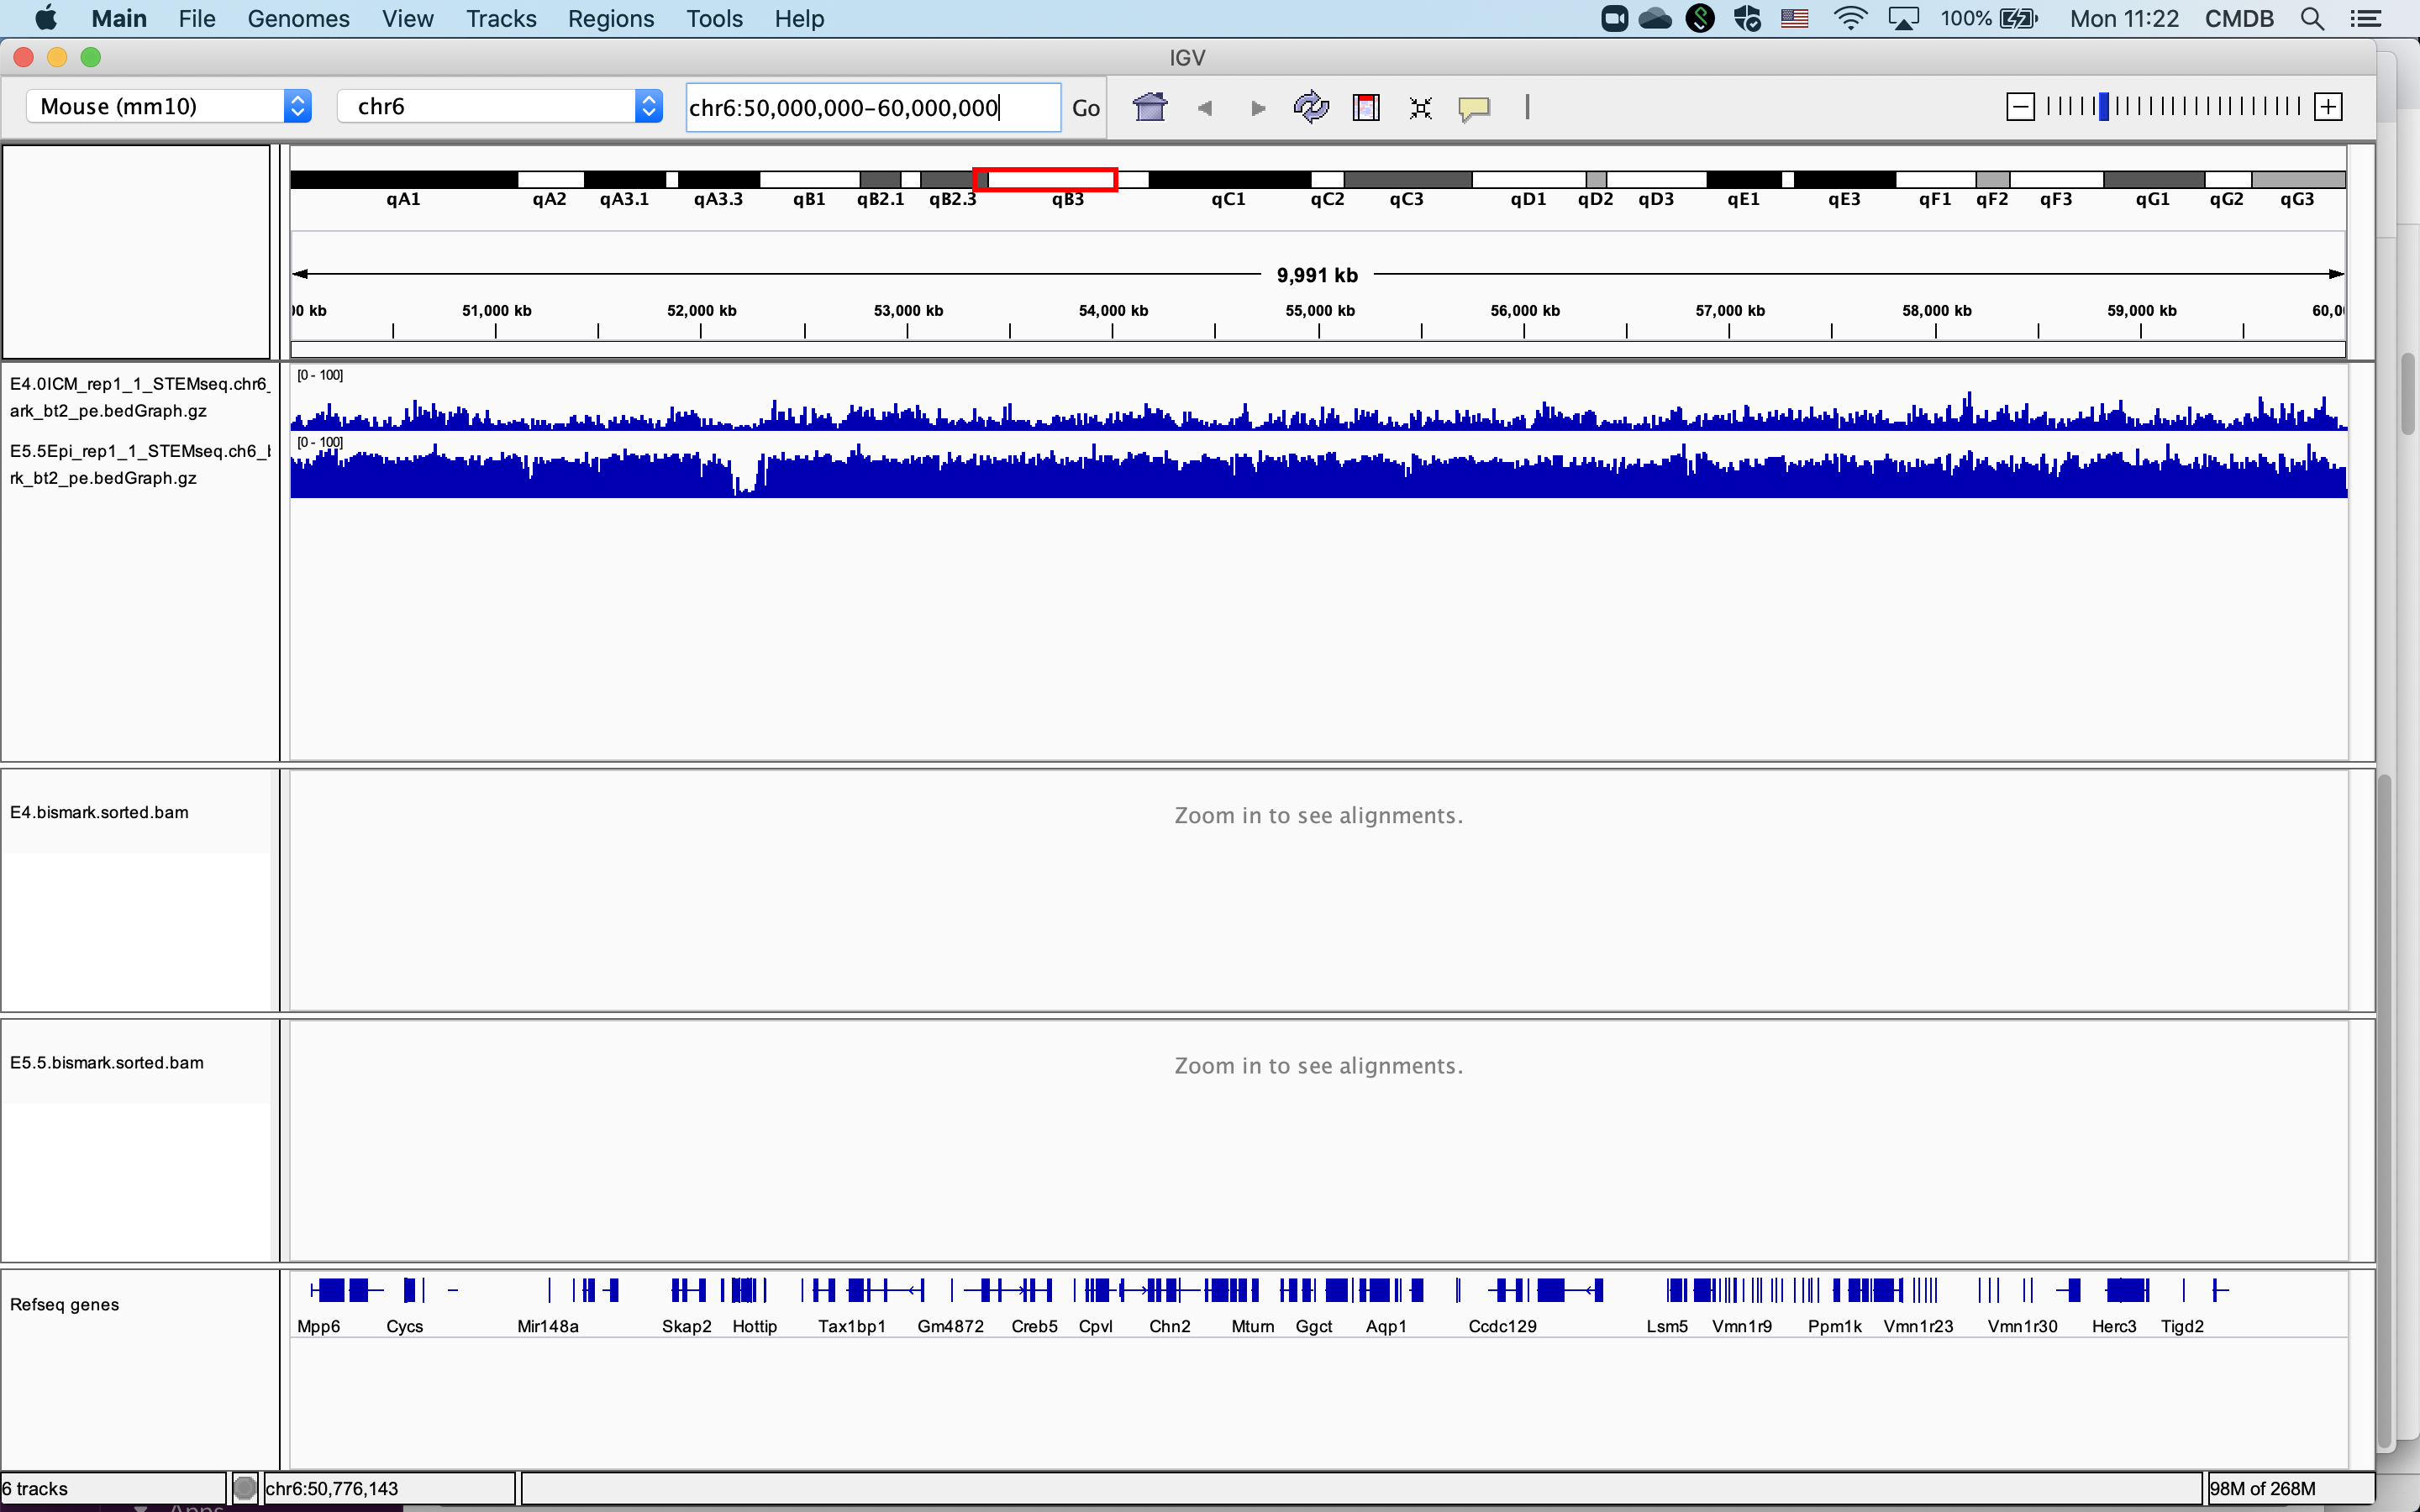 Main File Genomes View Tracks Regions Tools Help 100% Mon 11:22 CMDB
IGV
Mouse (mm10) chr6 chr6:50,000,000-60,000,000 Go
qA1 qA2 qA3.1 qA3.3 qB1 qB2.1 qB2.3 qB3 qC1 qC2 qC3 qD1 qD2 qD3 qE1 qE3 qF1 qF2 qF3 qG1 qG2 qG3
9,991 kb
00 kb 51,000 kb 52,000 kb 53,000 kb 54,000 kb 55,000 kb 56,000 kb 57,000 kb 58,000 kb 59,000 kb 60,0
E4.0ICM_rep1_1_STEMseq.chr6_ [0 - 100]
ark_bt2_pe.bedGraph.gz
E5.5Epi_rep1_1_STEMseq.ch6_b [0 - 100]
rk_bt2_pe.bedGraph.gz
E4.bismark.sorted.bam Zoom in to see alignments.
E5.5.bismark.sorted.bam Zoom in to see alignments.
Refseq genes
Mpp6 Cycs Mir148a Skap2 Hottip Tax1bp1 Gm4872 Creb5 Cpvl Chn2 Mturn Ggct Aqp1 Ccdc129 Lsm5 Vmn1r9 Ppm1k Vmn1r23 Vmn1r30 Herc3 Tigd2
6 tracks chr6:50,776,143 98M of 268M